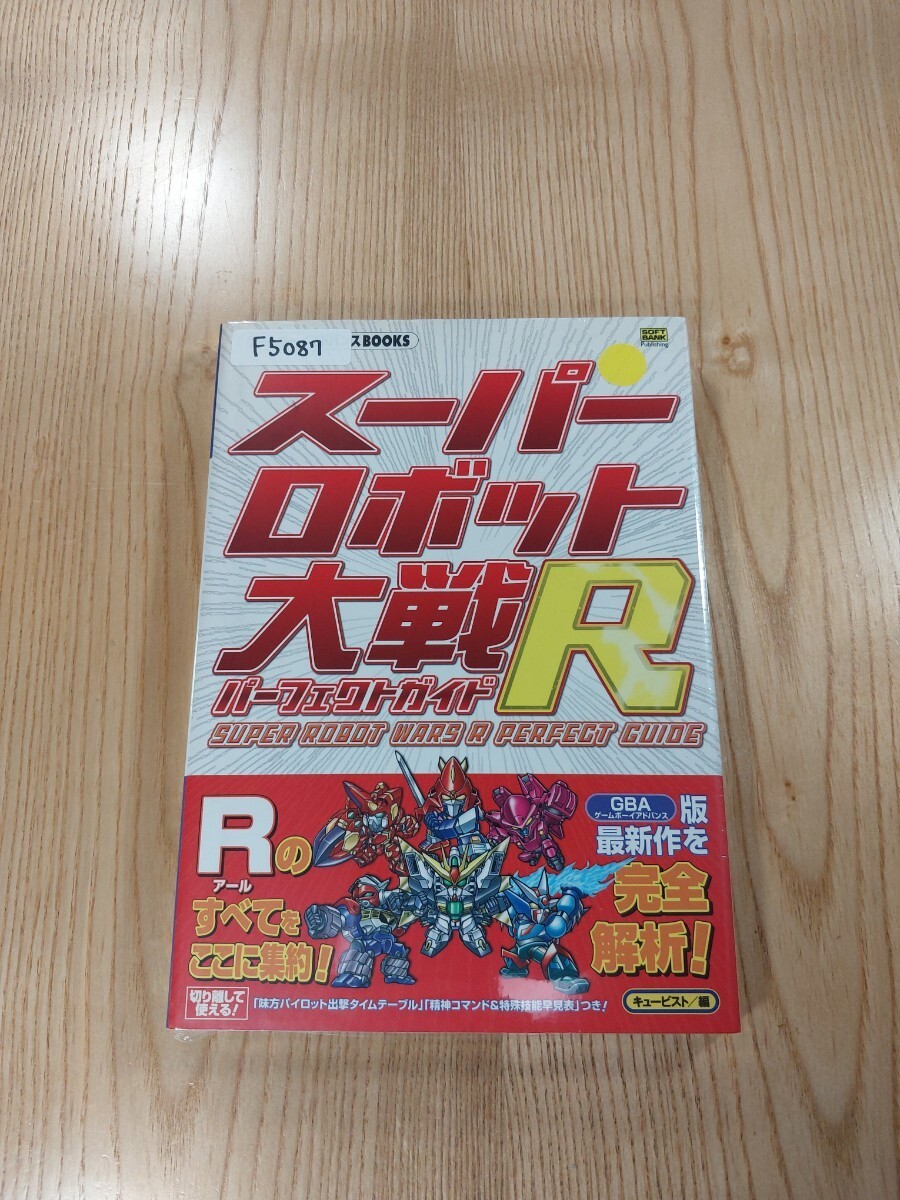 F5087
スBOOKS
SOFT
BANK
Publishing
スーパー
ロボット
大戦R
パーフェクトガイド
SUPER ROBOT WARS R PERFECT GUIDE
Rの
アール
すべてを
ここに集約!
GBA
ゲームボーイアドバンス
版
最新作を
完全
解析!
切り離して
使える!
「味方パイロット出撃タイムテーブル」「精神コマンド&特殊技能早見表」つき!
キュービスト/編